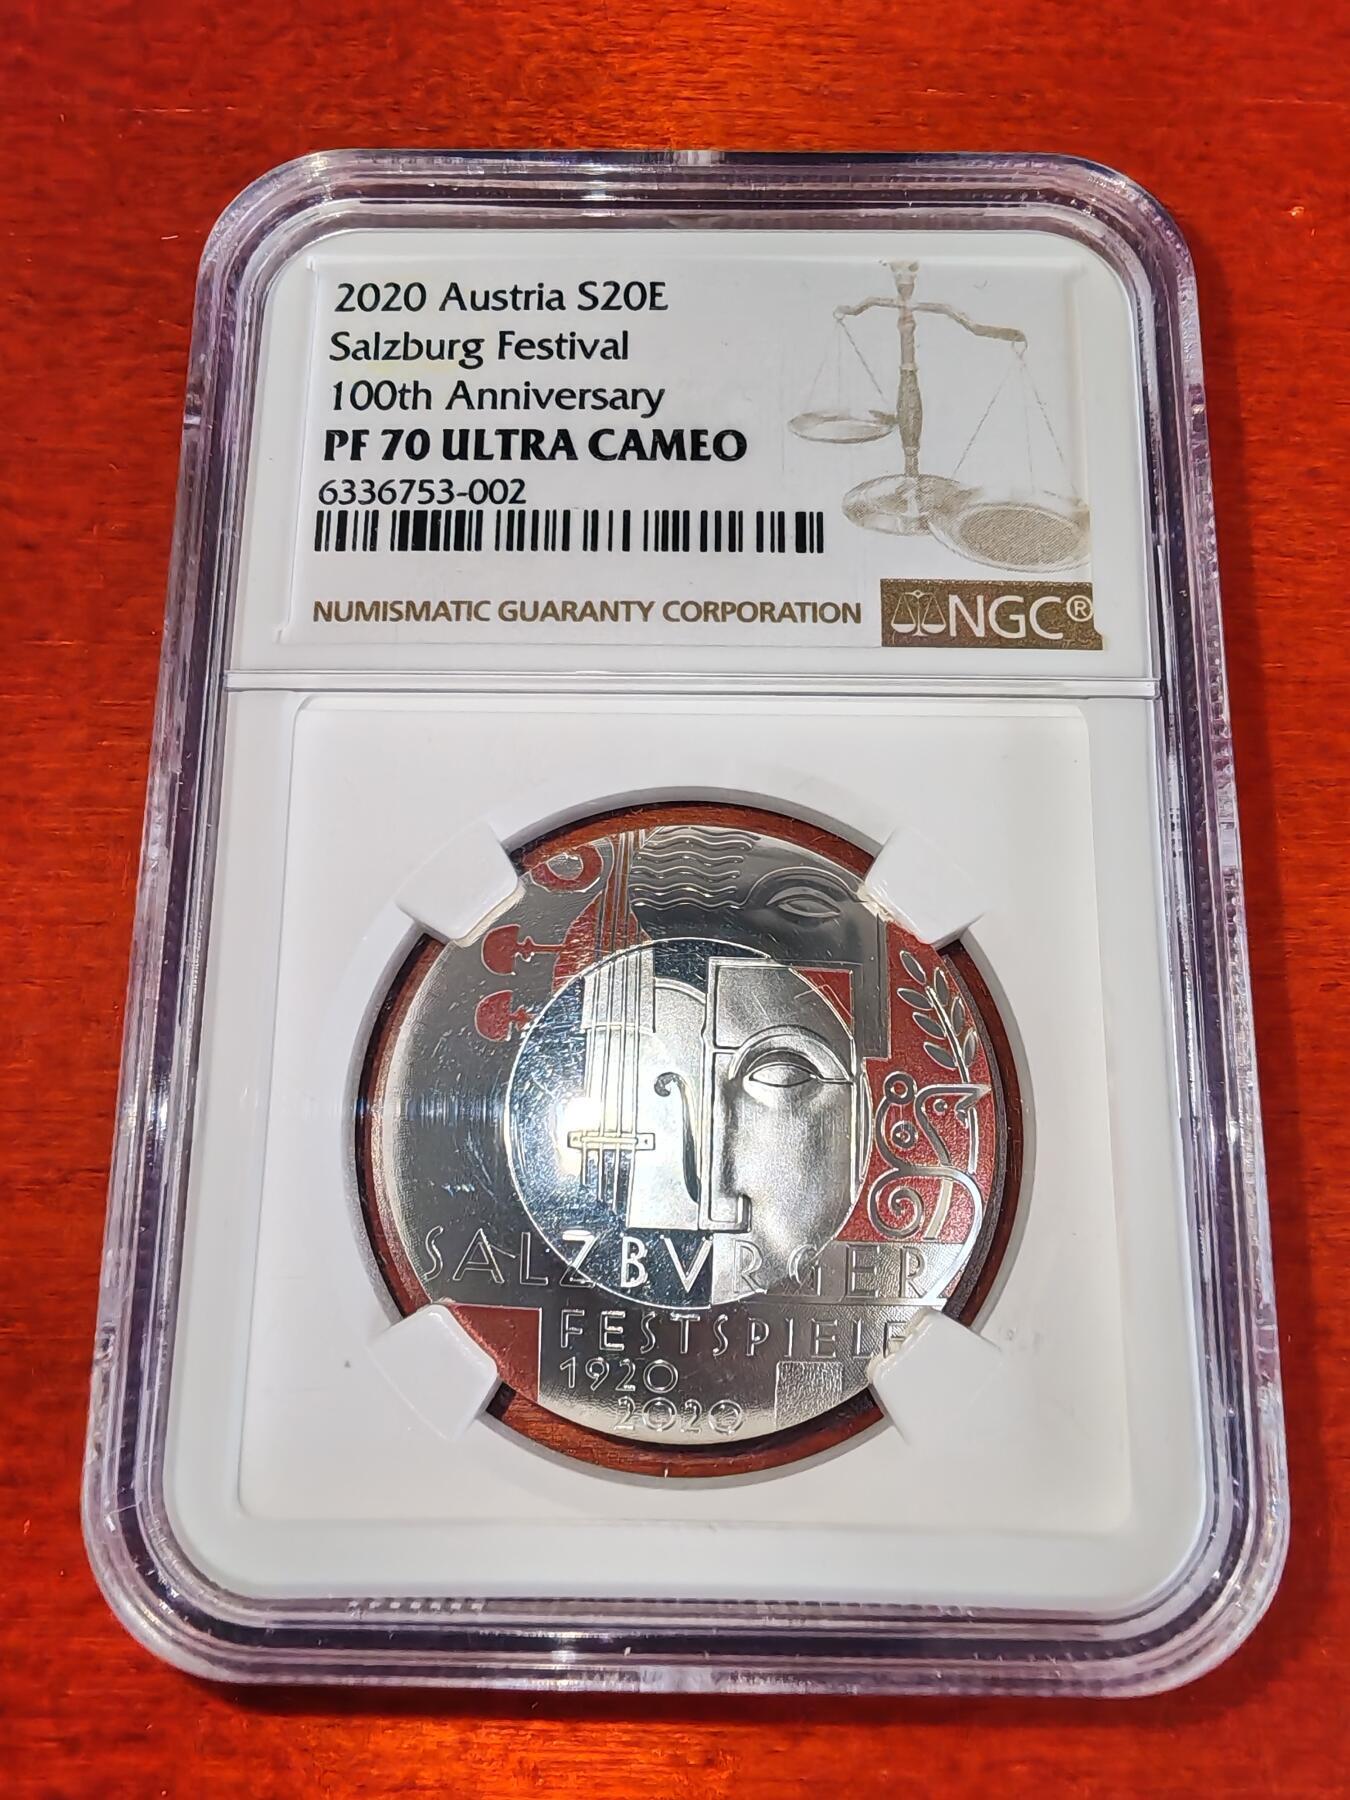 2020 Austria S20E
Salzburg Festival
100th Anniversary
PF 70 ULTRA CAMEO
6336753-002
NUMISMATIC GUARANTY CORPORATION
NGC®
SALZBVRGER
FESTSPIELE
1920
2020